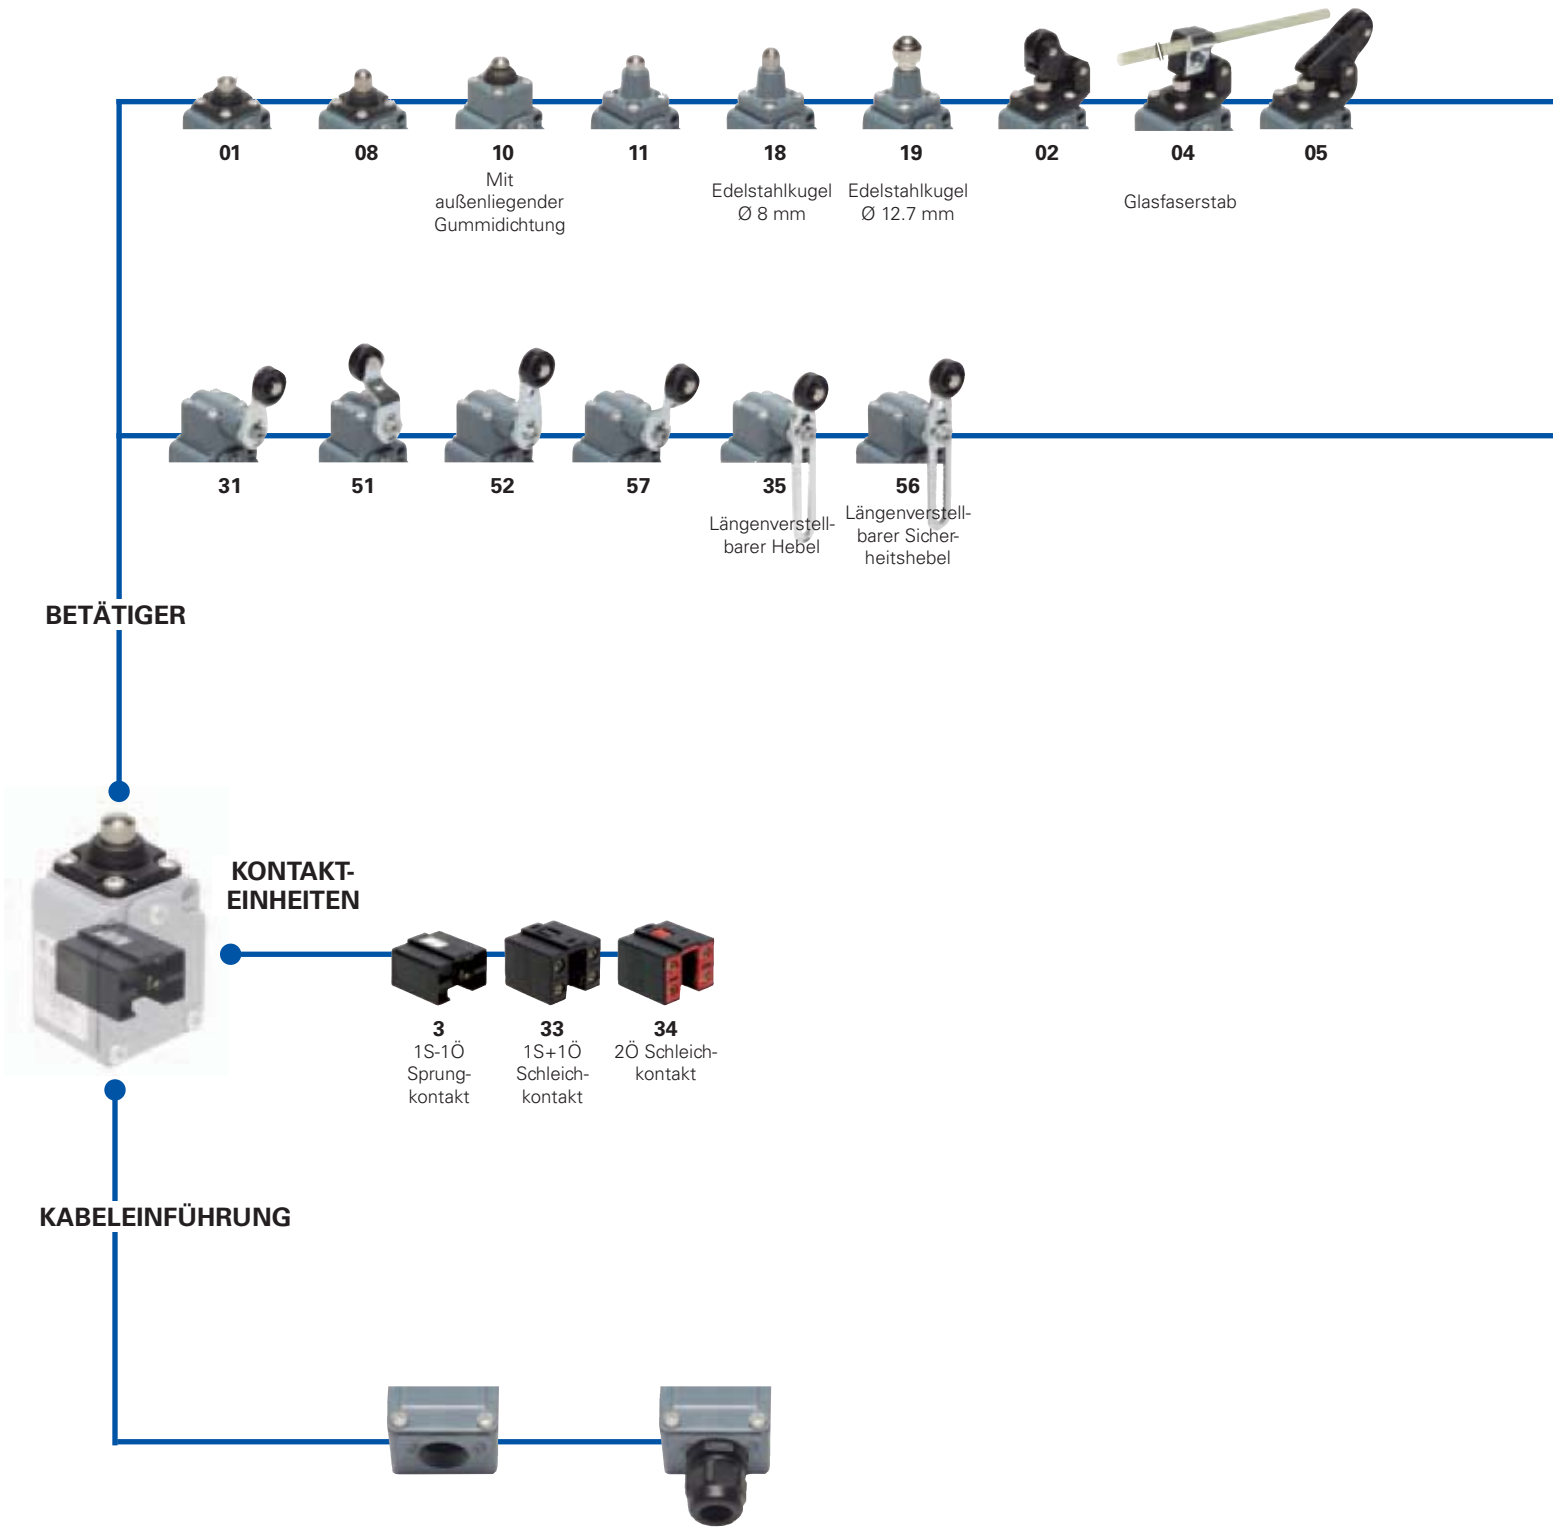 01
08
10
11
18
19
02
04
05
Mit
außenliegender
Gummidichtung
Edelstahlkugel
Ø 8 mm
Edelstahlkugel
Ø 12.7 mm
Glasfaserstab
31
51
52
57
35
56
Längenverstell-
barer Hebel
Längenverstell-
barer Sicher-
heitshebel
BETÄTIGER
KONTAKT-
EINHEITEN
3
1S-1Ö
Sprung-
kontakt
33
1S+1Ö
Schleich-
kontakt
34
2Ö Schleich-
kontakt
KABELEINFÜHRUNG